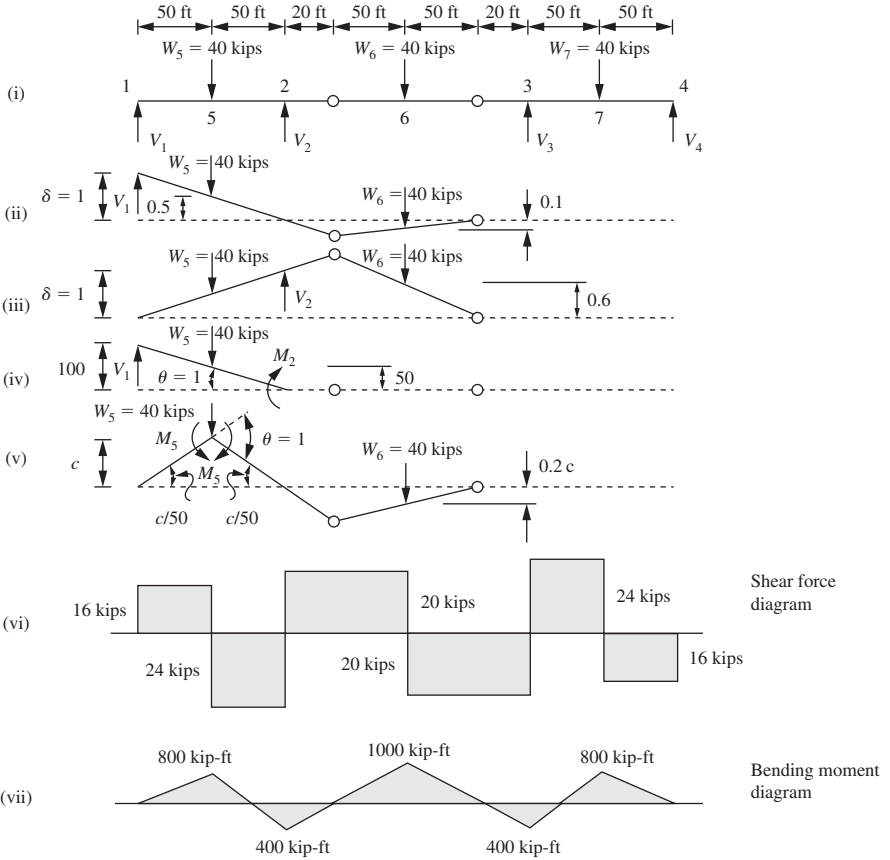 50 ft 50 ft 20 ft 50 ft 50 ft 20 ft 50 ft 50 ft
W5 = 40 kips W6 = 40 kips W7 = 40 kips
(i) 1 2 3 4
5 6 7
V1 V2 V3 V4
W5 = 40 kips
(ii) δ = 1 V1 0.5 W6 = 40 kips 0.1
W5 = 40 kips W6 = 40 kips
(iii) δ = 1 V2 0.6
W5 = 40 kips
(iv) 100 V1 θ = 1 M2 50
W5 = 40 kips
(v) c M5 M5 θ = 1 W6 = 40 kips 0.2 c
c/50 c/50
(vi) 16 kips 24 kips 20 kips 20 kips 24 kips 16 kips
Shear force
diagram
(vii) 800 kip-ft 1000 kip-ft 800 kip-ft
400 kip-ft 400 kip-ft
Bending moment
diagram